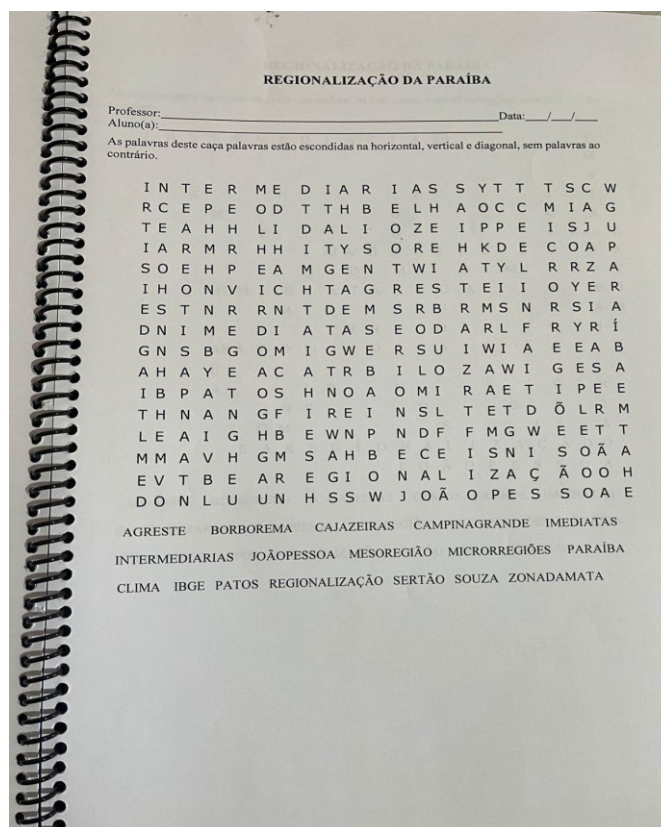 REGIONALIZAÇÃO DA PARAÍBA
Professor:______Data:___/___/___
Aluno(a):______
As palavras deste caça palavras estão escondidas na horizontal, vertical e diagonal, sem palavras ao
contrário.
I N T E R M E D I A R I A S S Y T T T S C W
R C E P E O D T T H B E L H A O C C M I A G
T E A H H L I D A L I O Z E I P P E I S J U
I A R M R H H I T Y S O R E H K D E C O A P
S O E H P E A M G E N T W I A T Y L R R Z A
I H O N V I C H T A G R E S T E I I O Y E R
E S T N R R N T D E M S R B R M S N R S I A
D N I M E D I A T A S E O D A R L F R Y R Í
G N S B G O M I G W E R S U I W I A E E A B
A H A Y E A C A T R B I L O Z A W I G E S A
I B P A T O S H N O A O M I R A E T I P E E
T H N A N G F I R E I N S L T E T D Õ L R M
L E A I G H B E W N P N D F F M G W E E T T
M M A V H G M S A H B E C E I S N I S O Ã A
E V T B E A R E G I O N A L I Z A Ç Ã O O H
D O N L U U N H S S W J O Ã O P E S S O A E
AGRESTE BORBOREMA CAJAZEIRAS CAMPINAGRANDE IMEDIATAS
INTERMEDIARIAS JOÃOPESSOA MESOREGIÃO MICRORREGIÕES PARAÍBA
CLIMA IBGE PATOS REGIONALIZAÇÃO SERTÃO SOUZA ZONADAMATA